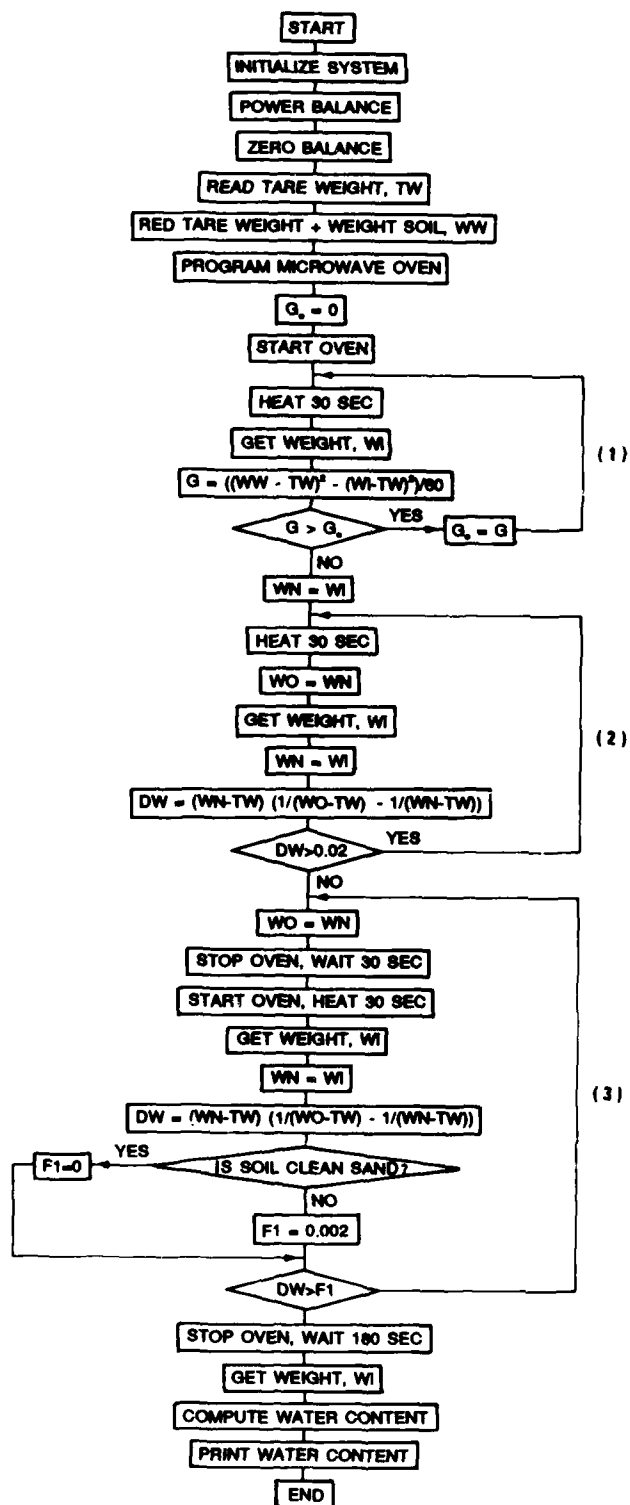 START
INITIALIZE SYSTEM
POWER BALANCE
ZERO BALANCE
READ TARE WEIGHT, TW
RED TARE WEIGHT + WEIGHT SOIL, WW
PROGRAM MICROWAVE OVEN
G₀ = 0
START OVEN
HEAT 30 SEC
GET WEIGHT, WI
(1)
G = ((WW - TW)² - (WI-TW)²)/60
G > G₀
YES
G₀ = G
NO
WN = WI
HEAT 30 SEC
WO = WN
GET WEIGHT, WI
(2)
WN = WI
DW = (WN-TW) (1/(WO-TW) - 1/(WN-TW))
DW>0.02
YES
NO
WO = WN
STOP OVEN, WAIT 30 SEC
START OVEN, HEAT 30 SEC
GET WEIGHT, WI
WN = WI
(3)
DW = (WN-TW) (1/(WO-TW) - 1/(WN-TW))
F1=0
YES
IS SOIL CLEAN SAND?
NO
F1 = 0.002
DW>F1
STOP OVEN, WAIT 180 SEC
GET WEIGHT, WI
COMPUTE WATER CONTENT
PRINT WATER CONTENT
END